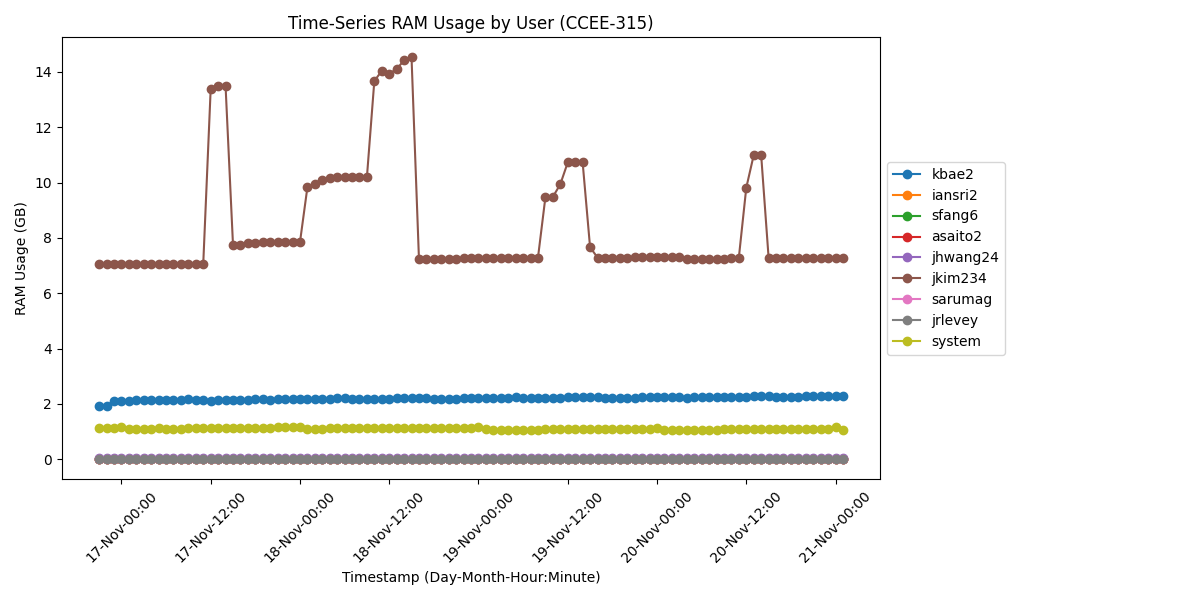 Time-Series RAM Usage by User (CCEE-315)
RAM Usage (GB)
14
12
10
8
6
4
2
0
17-Nov-00:00
17-Nov-12:00
18-Nov-00:00
18-Nov-12:00
19-Nov-00:00
19-Nov-12:00
20-Nov-00:00
20-Nov-12:00
21-Nov-00:00
Timestamp (Day-Month-Hour:Minute)
kbae2
iansri2
sfang6
asaito2
jhwang24
jkim234
sarumag
jrlevey
system